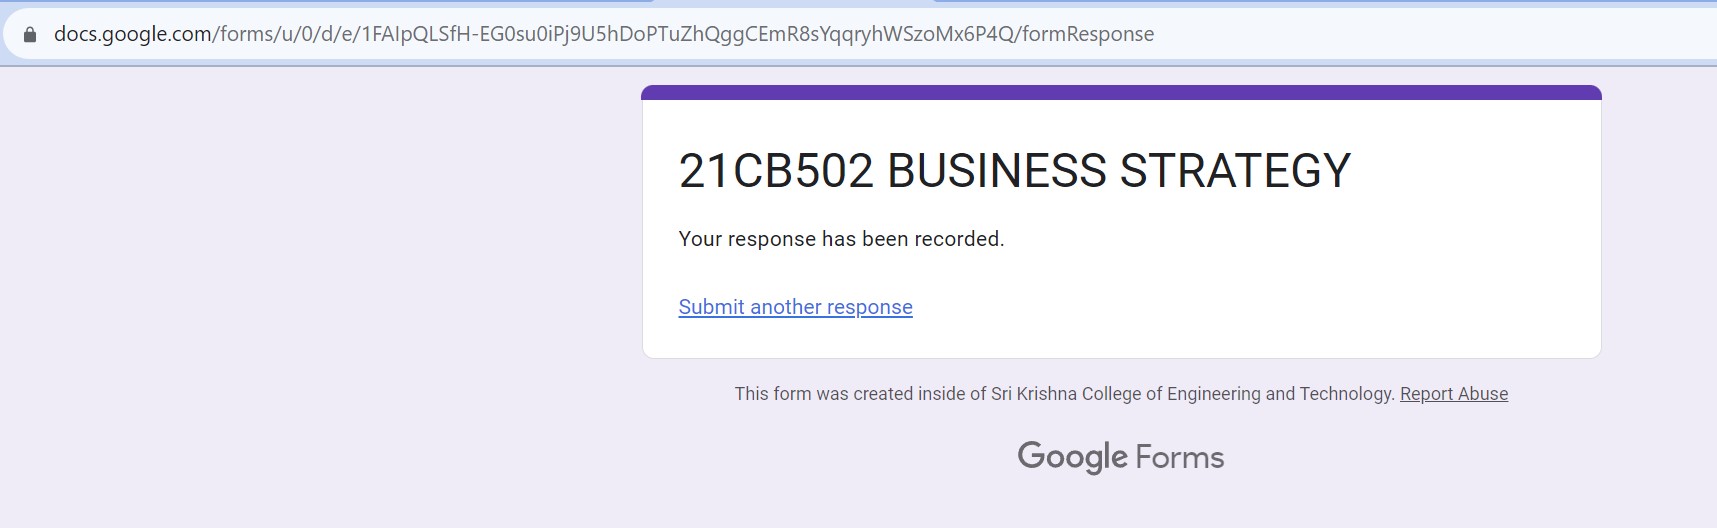 docs.google.com/forms/u/0/d/e/1FAIpQLSfH-EG0su0iPj9U5hDoPTuZhQggCEmR8sYqqryhWSzoMx6P4Q/formResponse
21CB502 BUSINESS STRATEGY
Your response has been recorded.
Submit another response
This form was created inside of Sri Krishna College of Engineering and Technology. Report Abuse
Google Forms